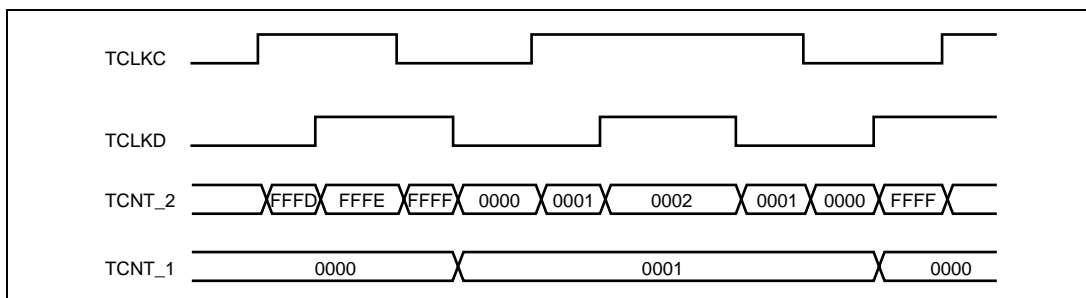 TCLKC
TCLKD
TCNT_2 FFFD FFFE FFFF 0000 0001 0002 0001 0000 FFFF
TCNT_1 0000 0001 0000